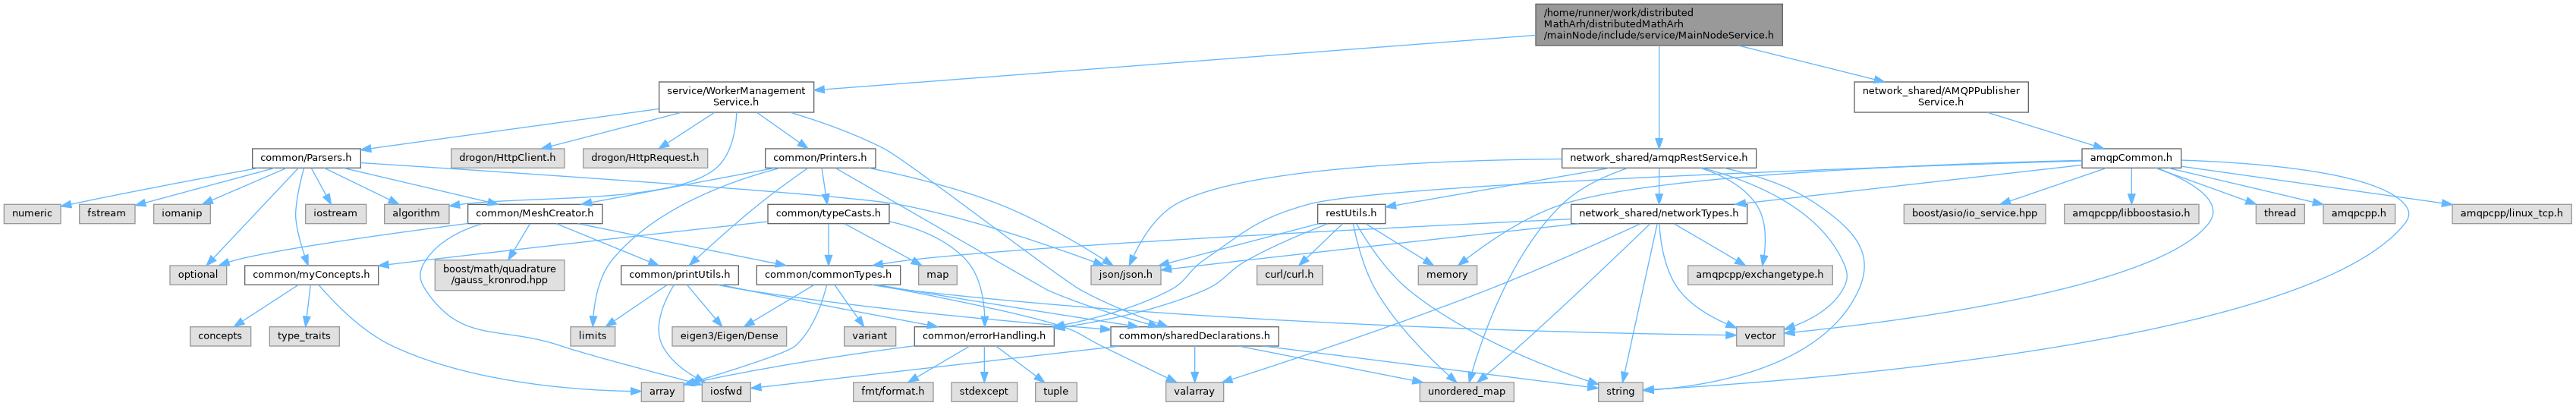 /home/runner/work/distributed
MathArh/distributedMathArh
/mainNode/include/service/MainNodeService.h
service/WorkerManagement
Service.h
network_shared/AMQPPublisher
Service.h
common/Parsers.h
drogon/HttpClient.h
drogon/HttpRequest.h
common/Printers.h
network_shared/amqpRestService.h
amqpCommon.h
numeric
fstream
iomanip
iostream
algorithm
common/MeshCreator.h
common/typeCasts.h
restUtils.h
network_shared/networkTypes.h
boost/asio/io_service.hpp
amqpcpp/libboostasio.h
thread
amqpcpp.h
amqpcpp/linux_tcp.h
optional
common/myConcepts.h
boost/math/quadrature
/gauss_kronrod.hpp
common/printUtils.h
common/commonTypes.h
map
json/json.h
curl/curl.h
memory
amqpcpp/exchangetype.h
concepts
type_traits
limits
eigen3/Eigen/Dense
variant
common/errorHandling.h
common/sharedDeclarations.h
vector
array
iosfwd
fmt/format.h
stdexcept
tuple
valarray
unordered_map
string